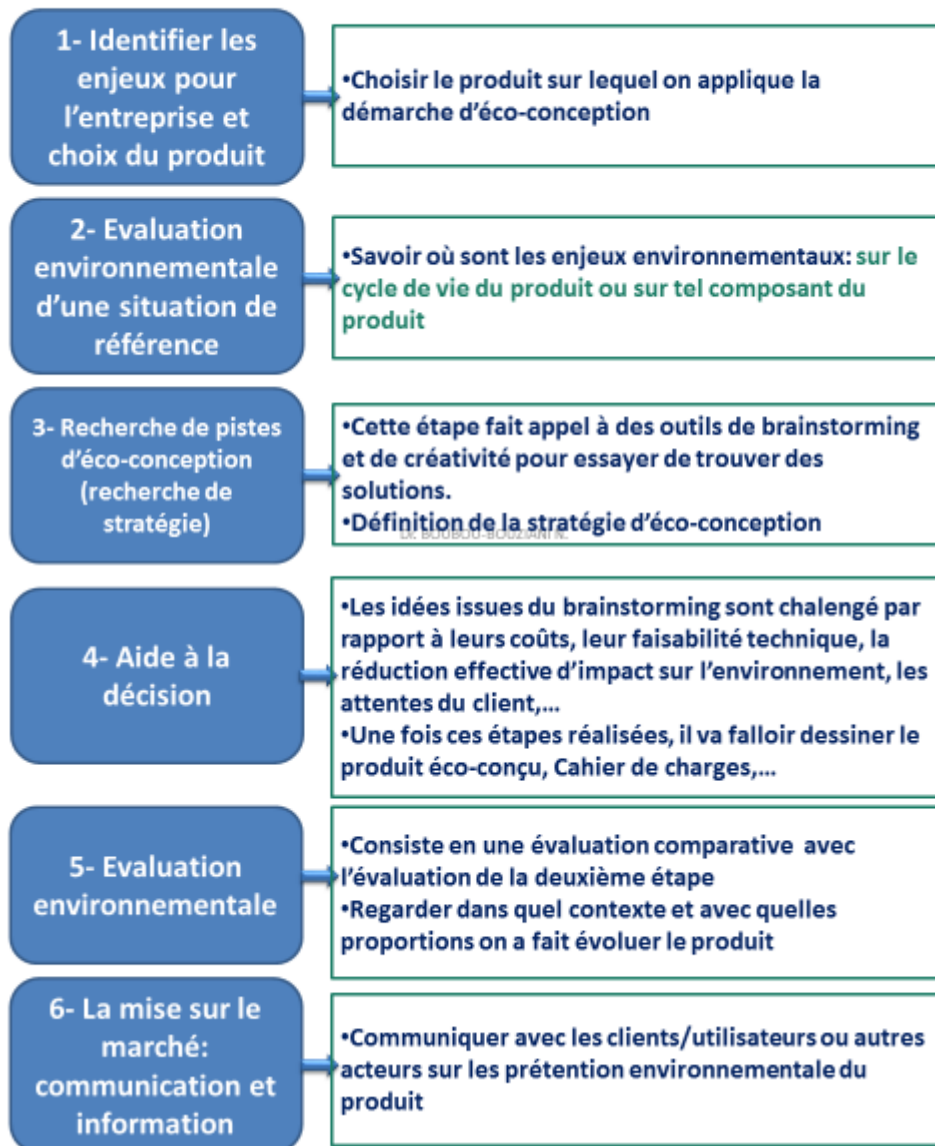 1- Identifier les
enjeux pour
l'entreprise et
choix du produit
•Choisir le produit sur lequel on applique la
démarche d'éco-conception
2- Evaluation
environnementale
d'une situation de
référence
•Savoir où sont les enjeux environnementaux: sur le
cycle de vie du produit ou sur tel composant du
produit
3- Recherche de pistes
d'éco-conception
(recherche de
stratégie)
•Cette étape fait appel à des outils de brainstorming
et de créativité pour essayer de trouver des
solutions.
•Définition de la stratégie d'éco-conception
Dr. BOUBOU-BOUZIANI N.
4- Aide à la
décision
•Les idées issues du brainstorming sont chalengé par
rapport à leurs coûts, leur faisabilité technique, la
réduction effective d'impact sur l'environnement, les
attentes du client,…
•Une fois ces étapes réalisées, il va falloir dessiner le
produit éco-conçu, Cahier de charges,…
5- Evaluation
environnementale
•Consiste en une évaluation comparative avec
l'évaluation de la deuxième étape
•Regarder dans quel contexte et avec quelles
proportions on a fait évoluer le produit
6- La mise sur le
marché:
communication et
information
•Communiquer avec les clients/utilisateurs ou autres
acteurs sur les prétention environnementale du
produit